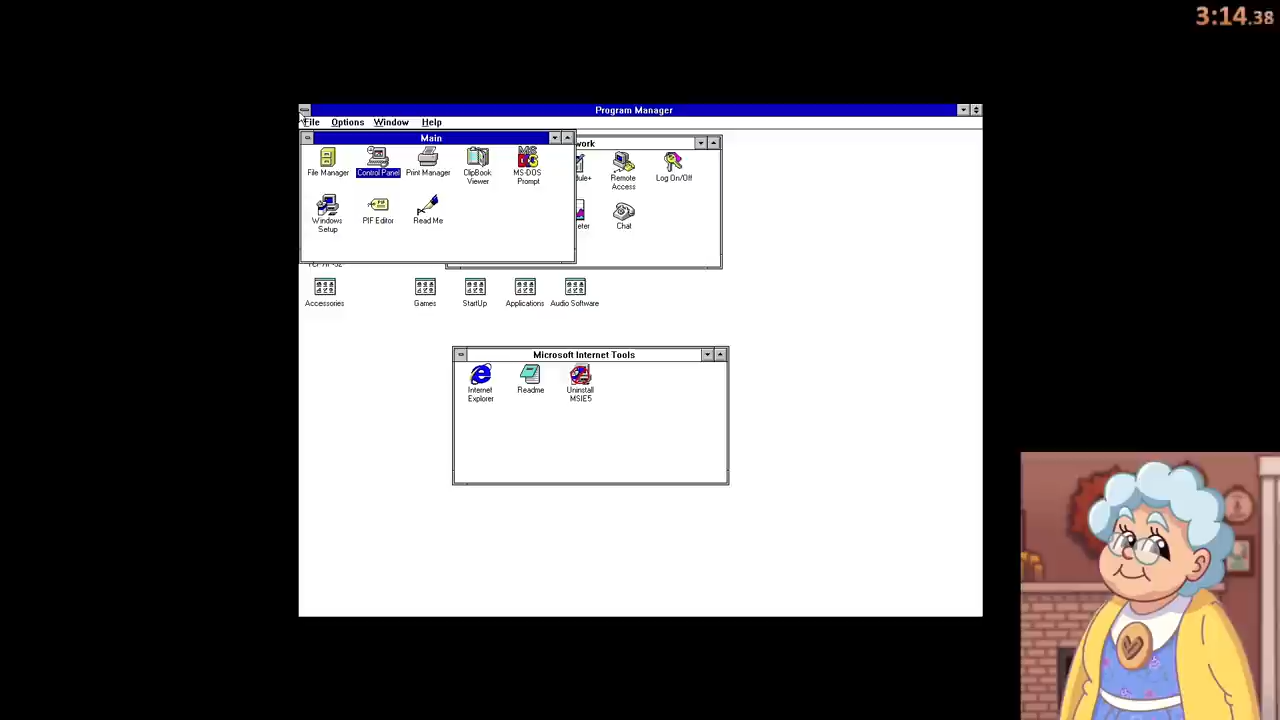 3:14.38
Program Manager
File Options Window Help
Main
File Manager Control Panel Print Manager ClipBook Viewer MS-DOS Prompt
Windows Setup PIF Editor Read Me
Remote Access Log On/Off
Chat
Accessories Games StartUp Applications Audio Software
Microsoft Internet Tools
Internet Explorer Readme Uninstall MSIE5